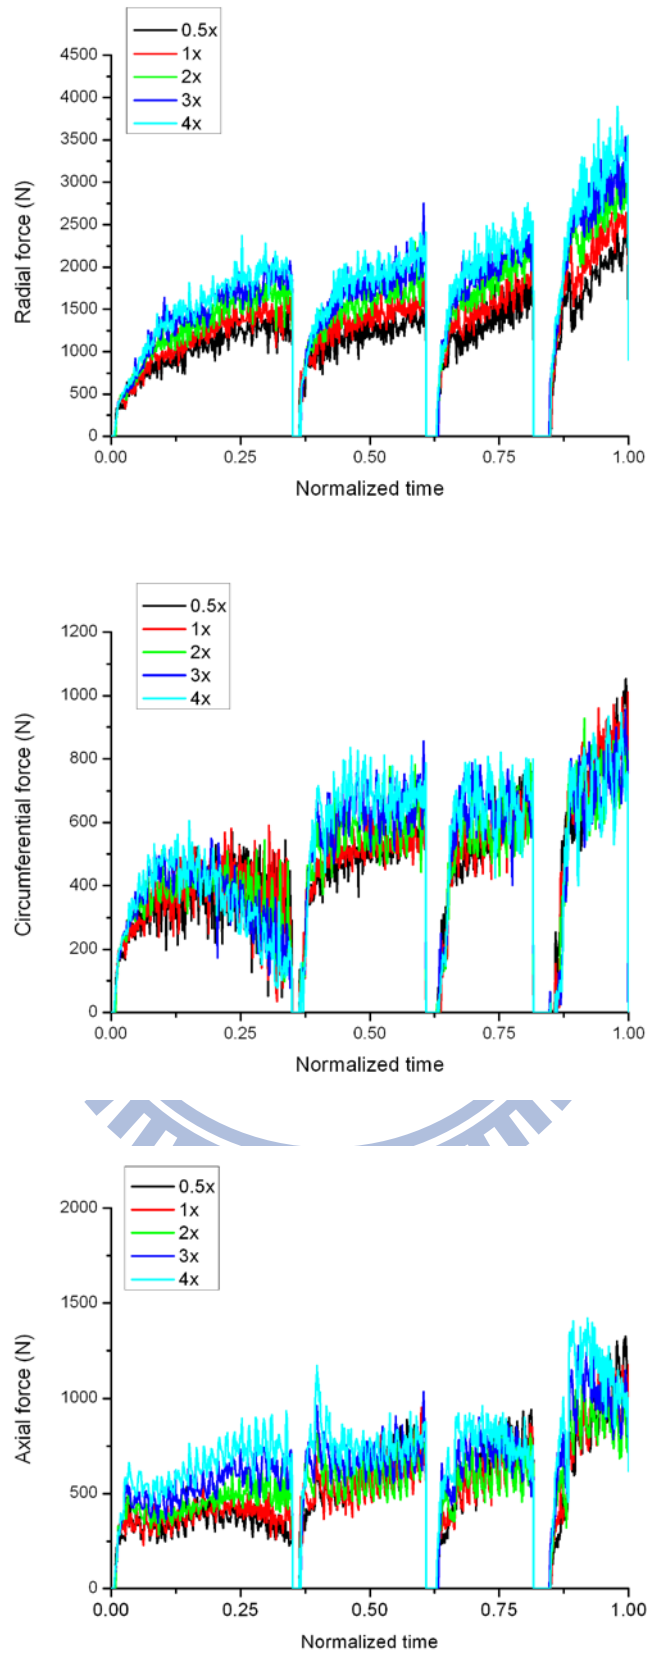 0.5x
1x
2x
3x
4x
4500
4000
3500
3000
2500
2000
1500
1000
500
0
Radial force (N)
0.00 0.25 0.50 0.75 1.00
Normalized time
0.5x
1x
2x
3x
4x
1200
1000
800
600
400
200
0
Circumferential force (N)
0.00 0.25 0.50 0.75 1.00
Normalized time
0.5x
1x
2x
3x
4x
2000
1500
1000
500
0
Axial force (N)
0.00 0.25 0.50 0.75 1.00
Normalized time